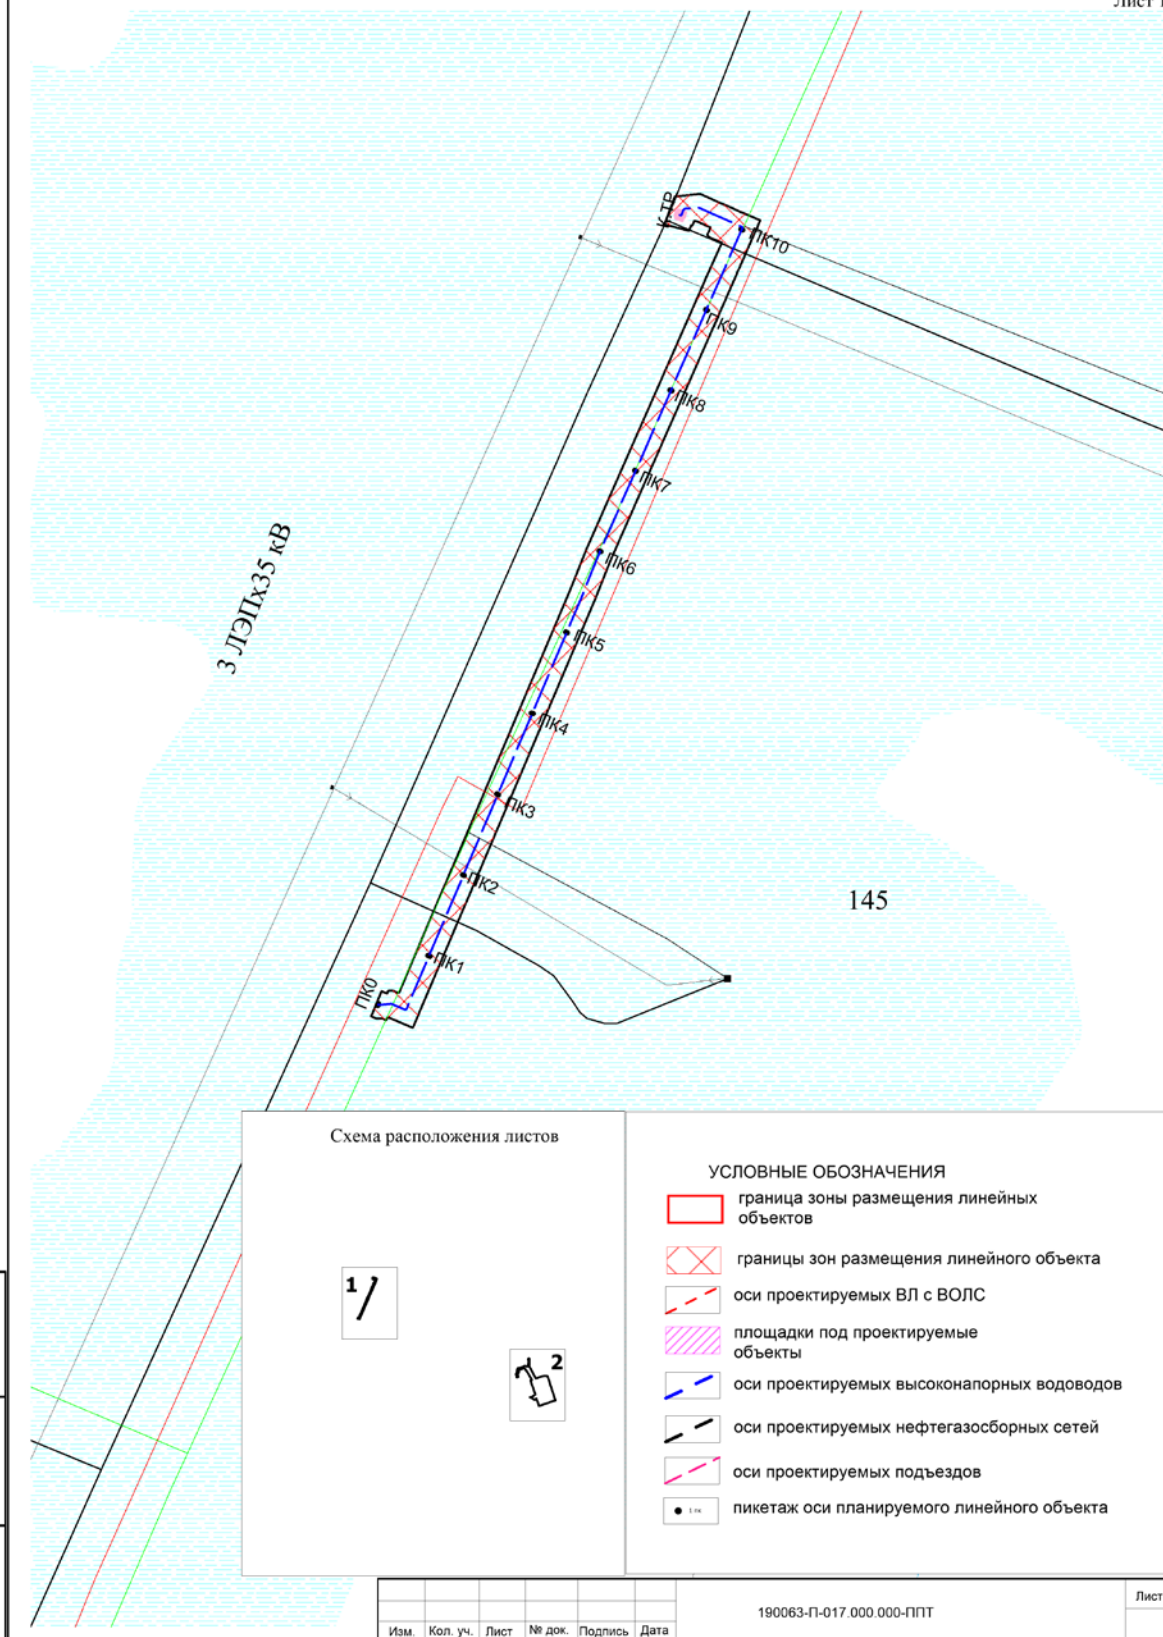 Лист 1
К.ТР
ПК10
ПК9
ПК8
ПК7
ПК6
3 ЛЭПх35 кВ
ПК5
ПК4
ПК3
ПК2
145
ПК1
ПК0
Схема расположения листов
1
2
УСЛОВНЫЕ ОБОЗНАЧЕНИЯ
граница зоны размещения линейных
объектов
границы зон размещения линейного объекта
оси проектируемых ВЛ с ВОЛС
площадки под проектируемые
объекты
оси проектируемых высоконапорных водоводов
оси проектируемых нефтегазосборных сетей
оси проектируемых подъездов
пикетаж оси планируемого линейного объекта
190063-П-017.000.000-ППТ
Лист
Изм. Кол. уч. Лист № док. Подпись Дата